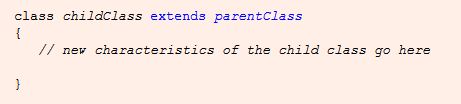 class childClass extends parentClass
{
// new characteristics of the child class go here
}